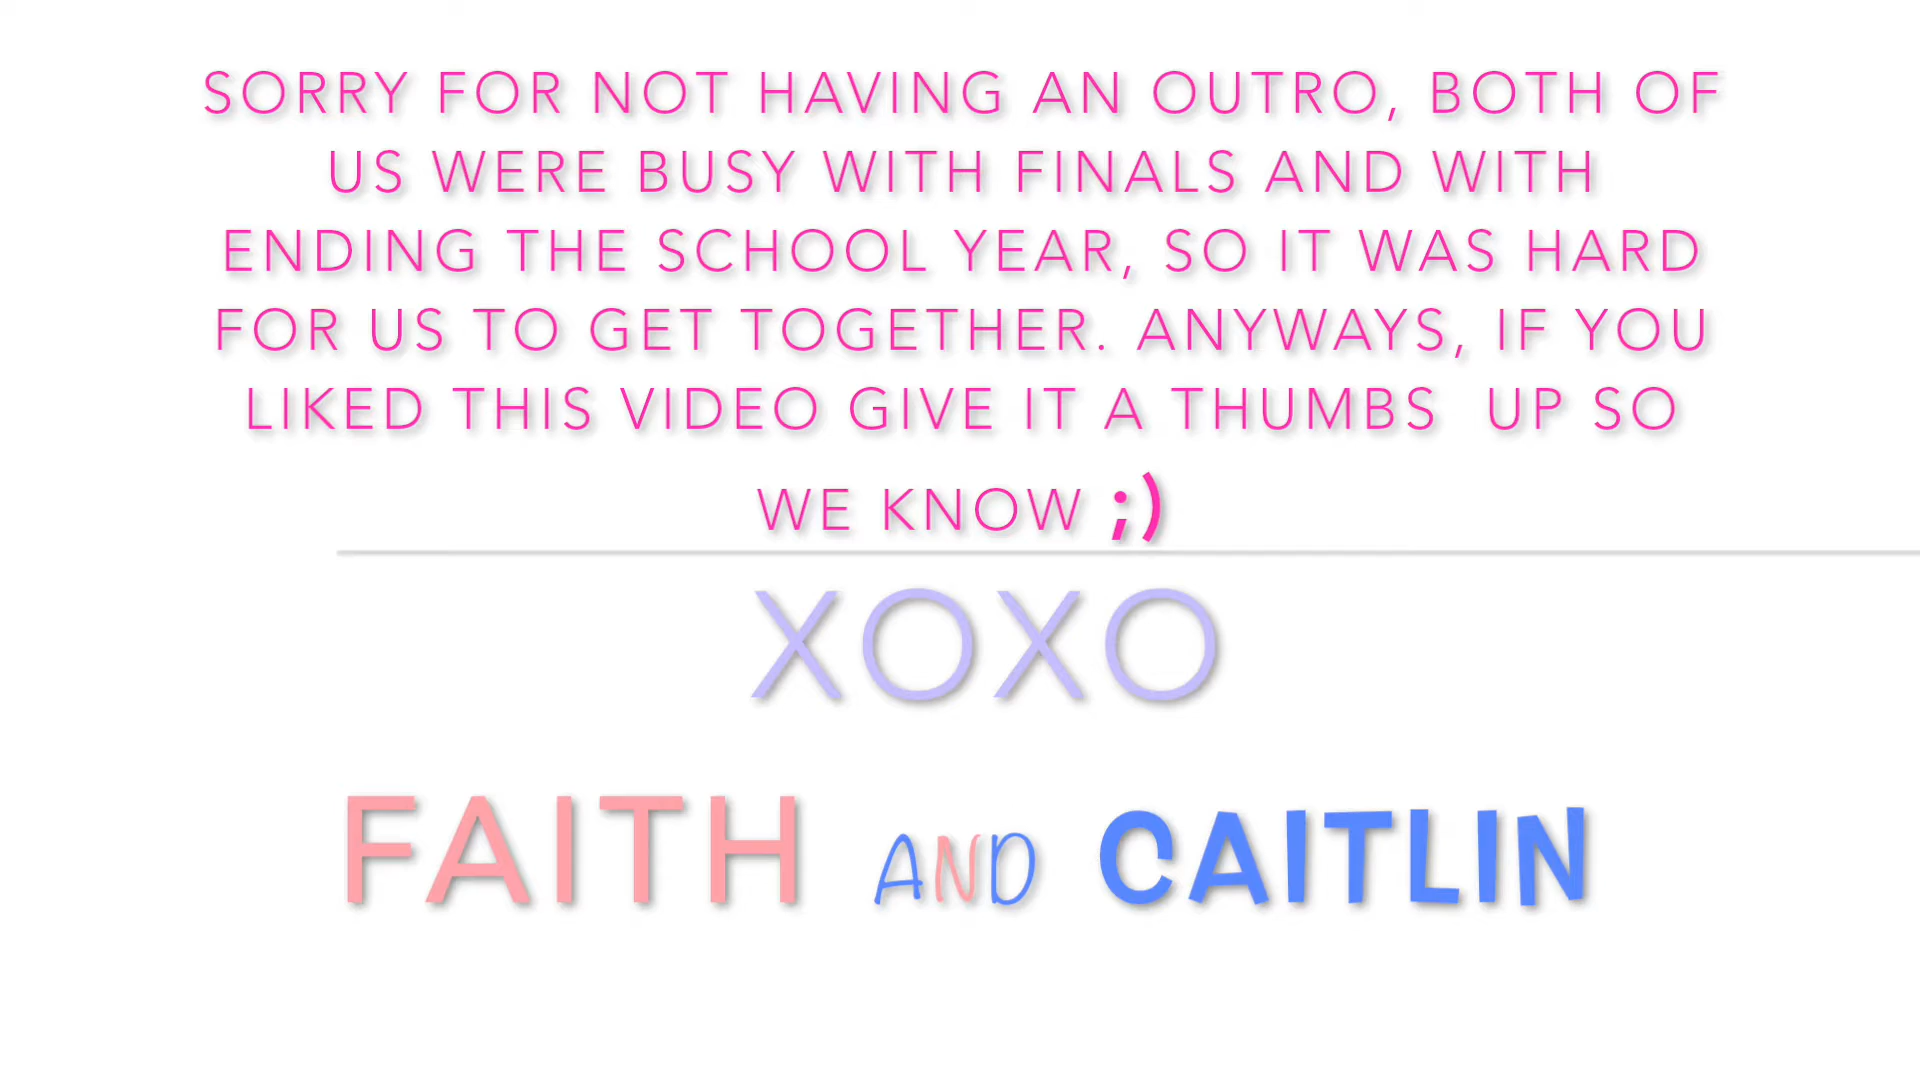 SORRY FOR NOT HAVING AN OUTRO, BOTH OF
US WERE BUSY WITH FINALS AND WITH
ENDING THE SCHOOL YEAR, SO IT WAS HARD
FOR US TO GET TOGETHER. ANYWAYS, IF YOU
LIKED THIS VIDEO GIVE IT A THUMBS  UP SO
WE KNOW ;)
XOXO
FAITH AND CAITLIN